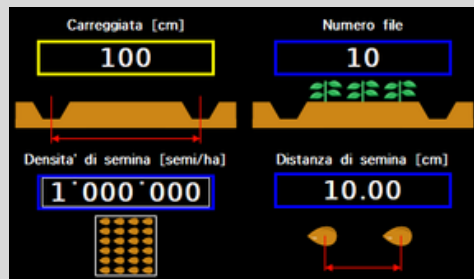 Carreggiata [cm]
100
Numero file
10
Densita' di semina [semi/ha]
1˙000˙000
Distanza di semina [cm]
10.00